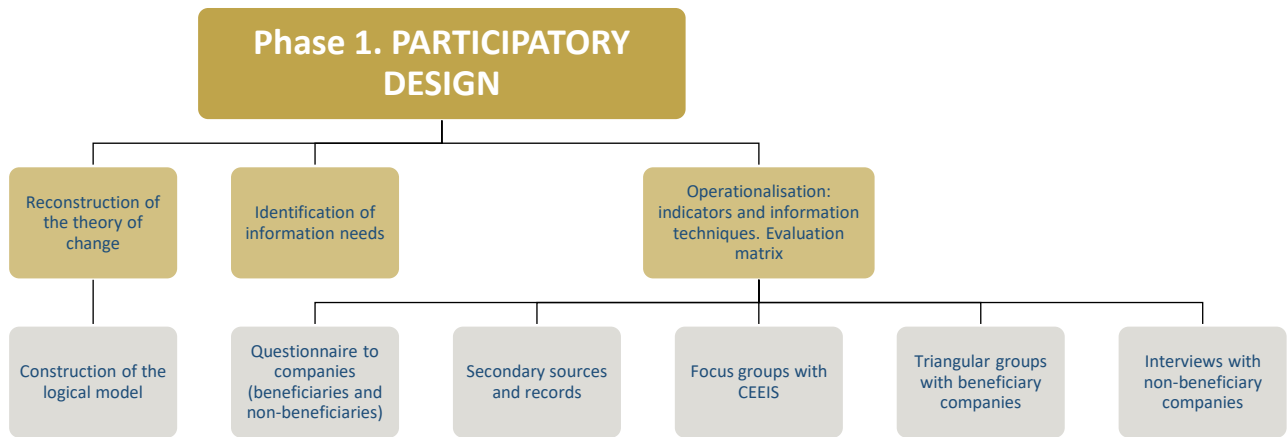 Phase 1. PARTICIPATORY
DESIGN
Reconstruction of
the theory of
change
Identification of
information needs
Operationalisation:
indicators and information
techniques. Evaluation
matrix
Construction of the
logical model
Questionnaire to
companies
(beneficiaries and
non-beneficiaries)
Secondary sources
and records
Focus groups with
CEEIS
Triangular groups
with beneficiary
companies
Interviews with
non-beneficiary
companies